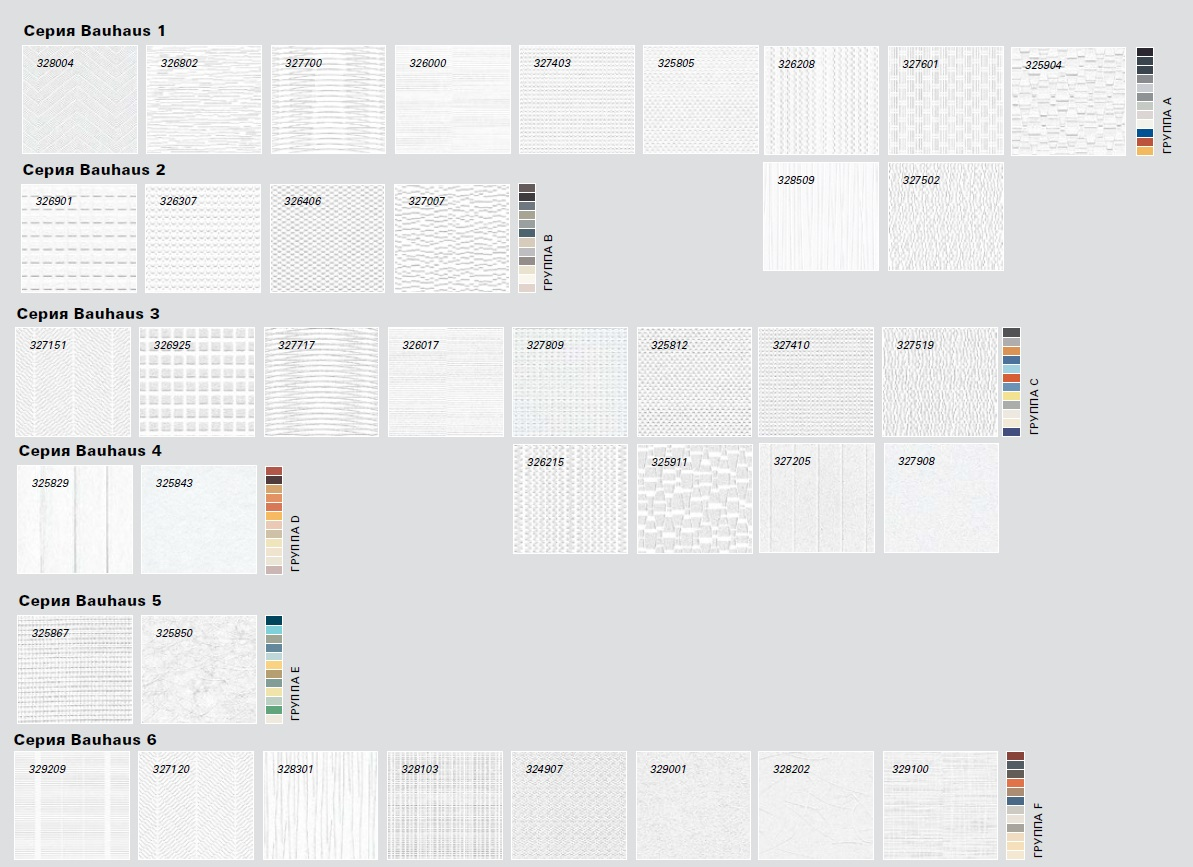 Серия Bauhaus 1
328004 326802 327700 326000 327403 325805 326208 327601 325904
ГРУППА A
328509 327502
Серия Bauhaus 2
326901 326307 326406 327007
ГРУППА B
Серия Bauhaus 3
327151 326925 327717 326017 327809 325812 327410 327519
ГРУППА C
326215 325911 327205 327908
Серия Bauhaus 4
325829 325843
ГРУППА D
Серия Bauhaus 5
325867 325850
ГРУППА E
Серия Bauhaus 6
329209 327120 328301 328103 324907 329001 328202 329100
ГРУППА F